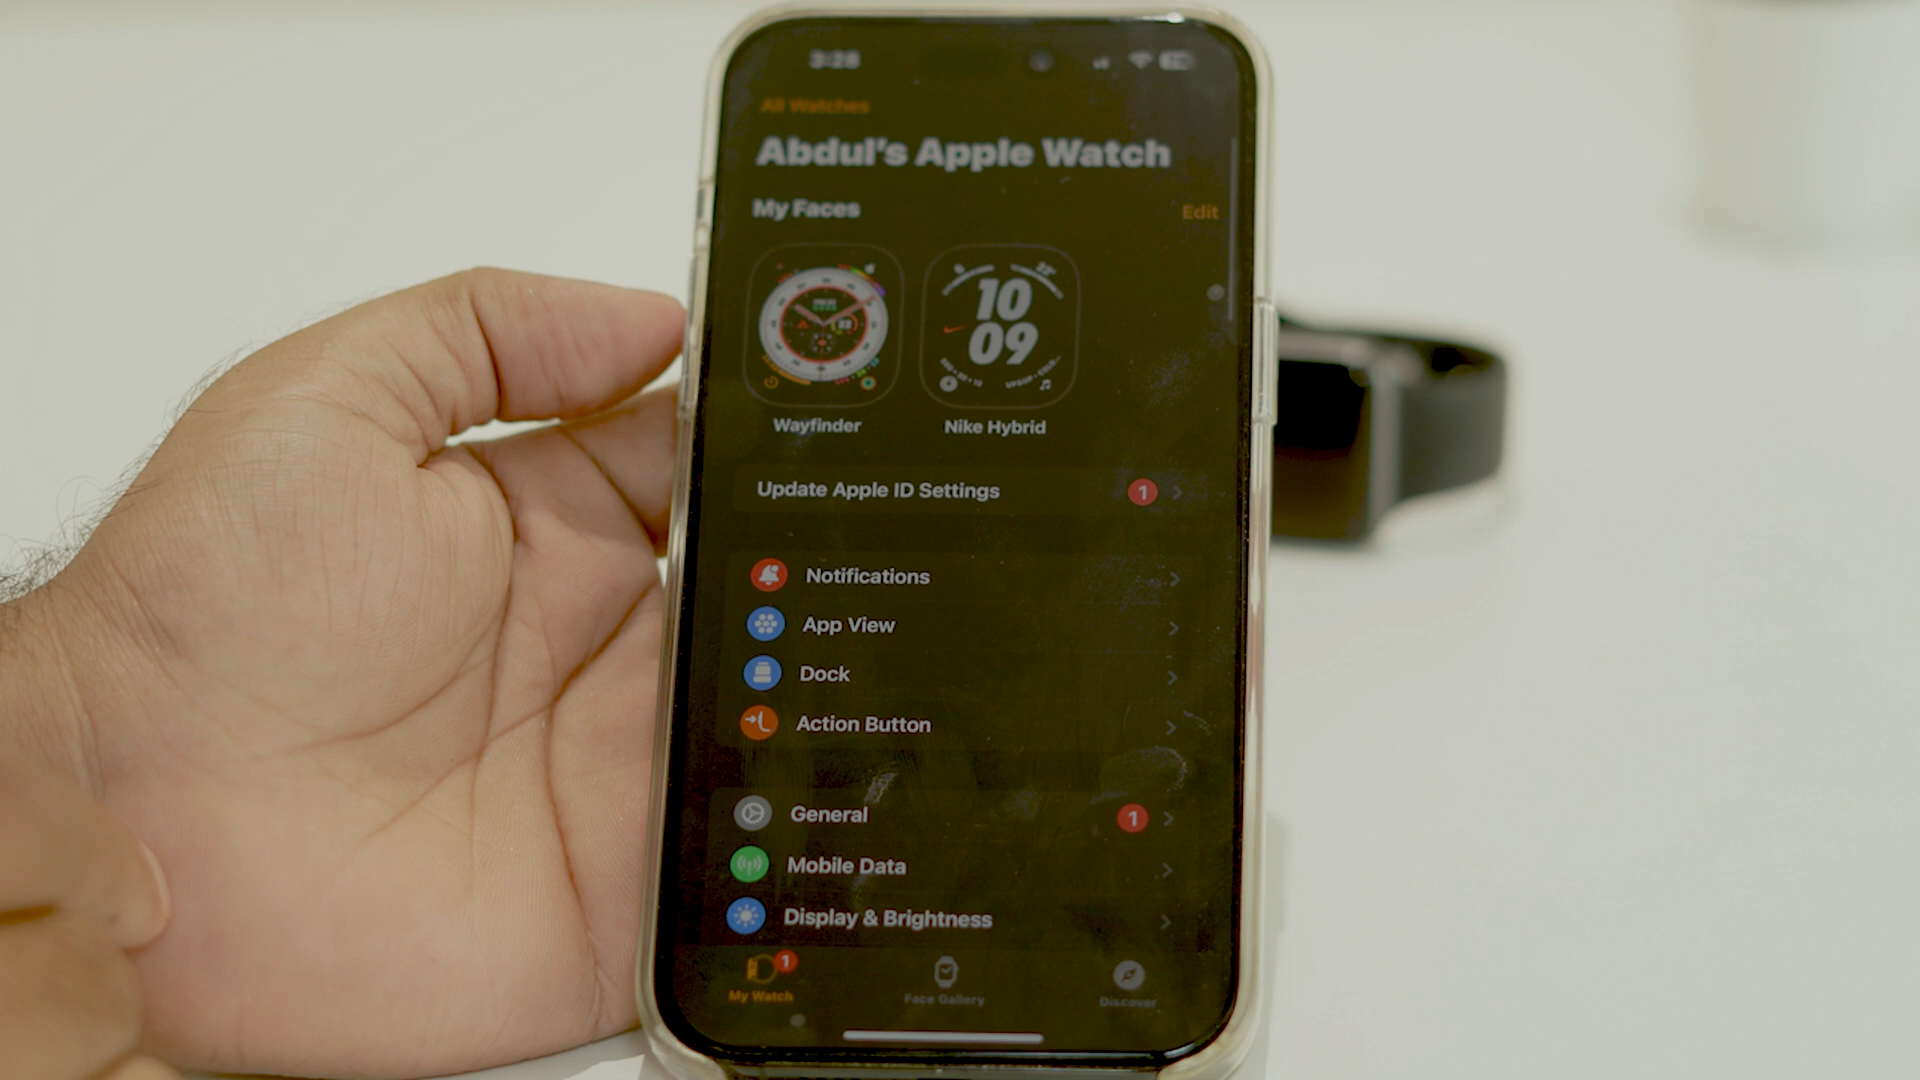 3:28
All Watches
Abdul's Apple Watch
My Faces
Edit
10
09
Wayfinder
Nike Hybrid
Update Apple ID Settings
1
Notifications
App View
Dock
Action Button
General
1
Mobile Data
Display & Brightness
1
My Watch
Face Gallery
Discover